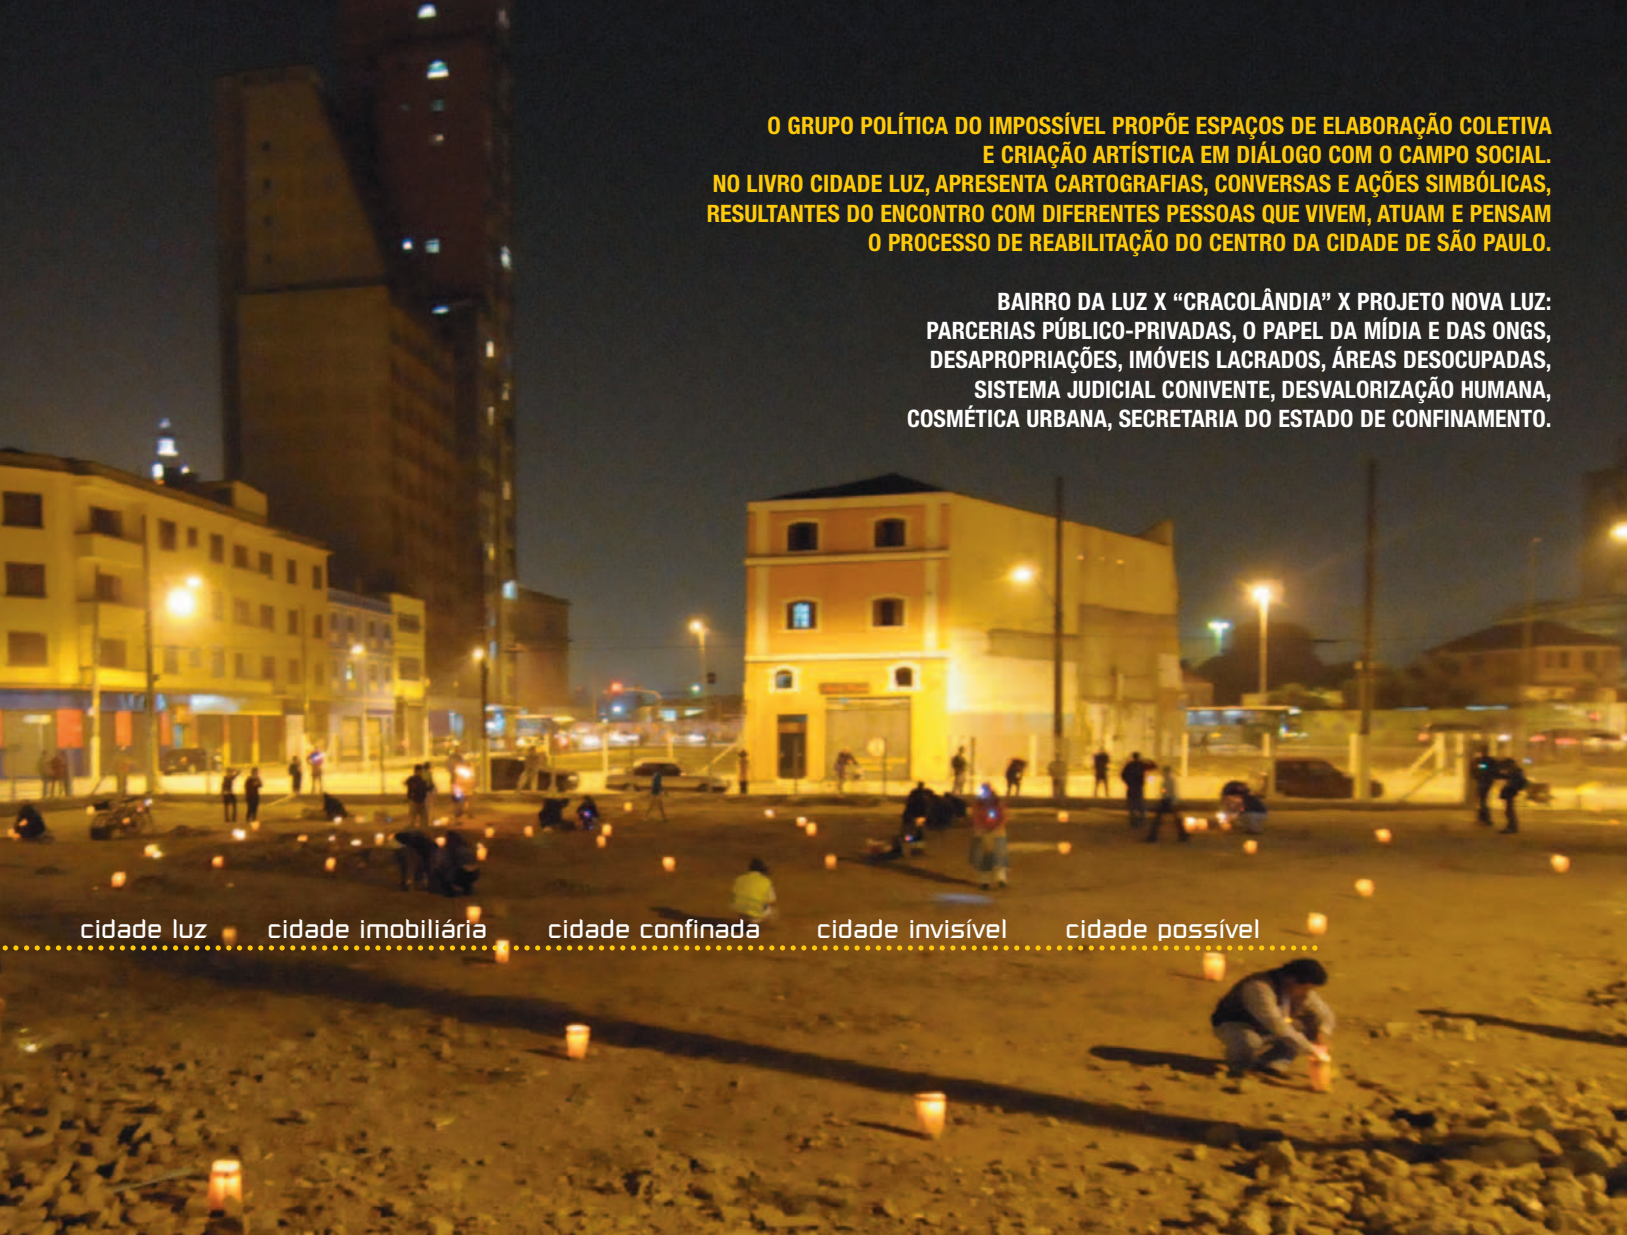 O GRUPO POLÍTICA DO IMPOSSÍVEL PROPÕE ESPAÇOS DE ELABORAÇÃO COLETIVA
E CRIAÇÃO ARTÍSTICA EM DIÁLOGO COM O CAMPO SOCIAL.
NO LIVRO CIDADE LUZ, APRESENTA CARTOGRAFIAS, CONVERSAS E AÇÕES SIMBÓLICAS,
RESULTANTES DO ENCONTRO COM DIFERENTES PESSOAS QUE VIVEM, ATUAM E PENSAM
O PROCESSO DE REABILITAÇÃO DO CENTRO DA CIDADE DE SÃO PAULO.
BAIRRO DA LUZ X “CRACOLÂNDIA” X PROJETO NOVA LUZ:
PARCERIAS PÚBLICO-PRIVADAS, O PAPEL DA MÍDIA E DAS ONGS,
DESAPROPRIAÇÕES, IMÓVEIS LACRADOS, ÁREAS DESOCUPADAS,
SISTEMA JUDICIAL CONIVENTE, DESVALORIZAÇÃO HUMANA,
COSMÉTICA URBANA, SECRETARIA DO ESTADO DE CONFINAMENTO.
cidade luz cidade imobiliária cidade confinada cidade invisível cidade possível